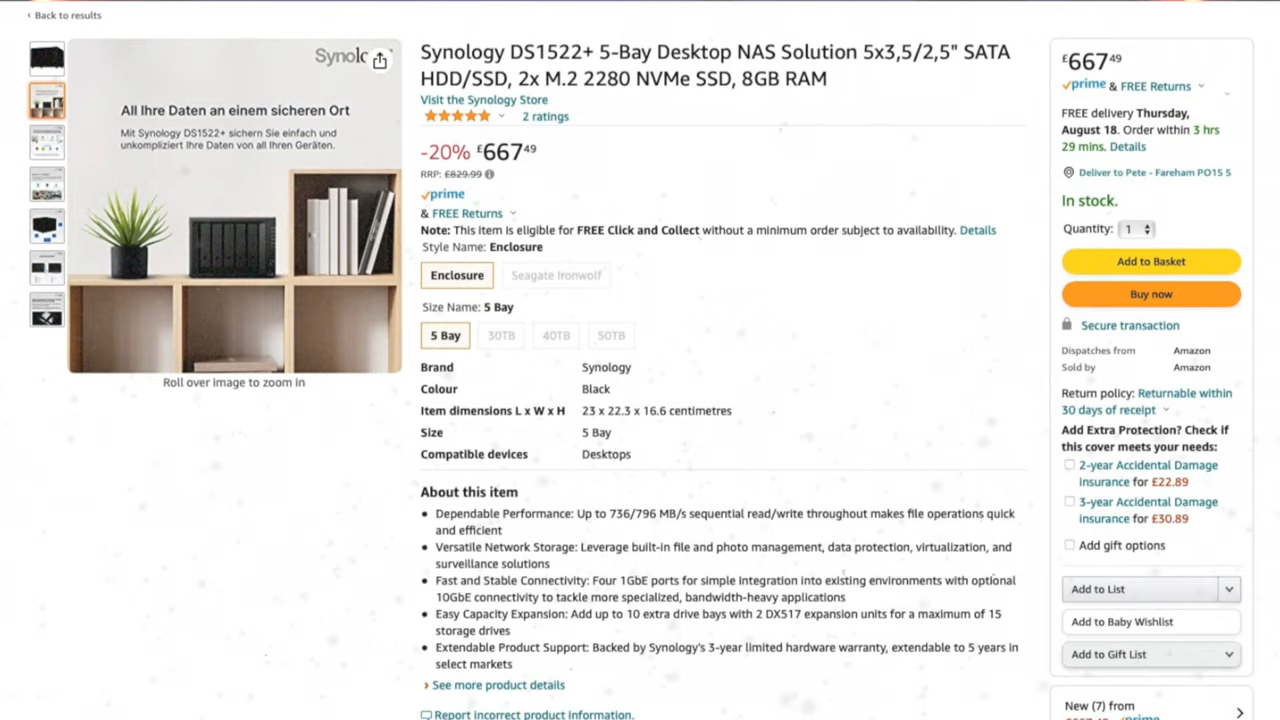 ‹ Back to results
Synolo
All Ihre Daten an einem sicheren Ort
Mit Synology DS1522+ sichern Sie einfach und
unkompliziert Ihre Daten von all Ihren Geräten.
Roll over image to zoom in
Synology DS1522+ 5-Bay Desktop NAS Solution 5x3,5/2,5" SATA
HDD/SSD, 2x M.2 2280 NVMe SSD, 8GB RAM
Visit the Synology Store
2 ratings
-20% £667⁴⁹
RRP: £829.99
prime
& FREE Returns
Note: This item is eligible for FREE Click and Collect without a minimum order subject to availability. Details
Style Name: Enclosure
Enclosure
Seagate Ironwolf
Size Name: 5 Bay
5 Bay
30TB
40TB
50TB
Brand Synology
Colour Black
Item dimensions L x W x H 23 x 22.3 x 16.6 centimetres
Size 5 Bay
Compatible devices Desktops
About this item
• Dependable Performance: Up to 736/796 MB/s sequential read/write throughout makes file operations quick
and efficient
• Versatile Network Storage: Leverage built-in file and photo management, data protection, virtualization, and
surveillance solutions
• Fast and Stable Connectivity: Four 1GbE ports for simple integration into existing environments with optional
10GbE connectivity to tackle more specialized, bandwidth-heavy applications
• Easy Capacity Expansion: Add up to 10 extra drive bays with 2 DX517 expansion units for a maximum of 15
storage drives
• Extendable Product Support: Backed by Synology's 3-year limited hardware warranty, extendable to 5 years in
select markets
› See more product details
Report incorrect product information.
£667⁴⁹
prime & FREE Returns
FREE delivery Thursday,
August 18. Order within 3 hrs
29 mins. Details
Deliver to Pete - Fareham PO15 5
In stock.
Quantity: 1
Add to Basket
Buy now
Secure transaction
Dispatches from Amazon
Sold by Amazon
Return policy: Returnable within
30 days of receipt
Add Extra Protection? Check if
this cover meets your needs:
2-year Accidental Damage
insurance for £22.89
3-year Accidental Damage
insurance for £30.89
Add gift options
Add to List
Add to Baby Wishlist
Add to Gift List
New (7) from